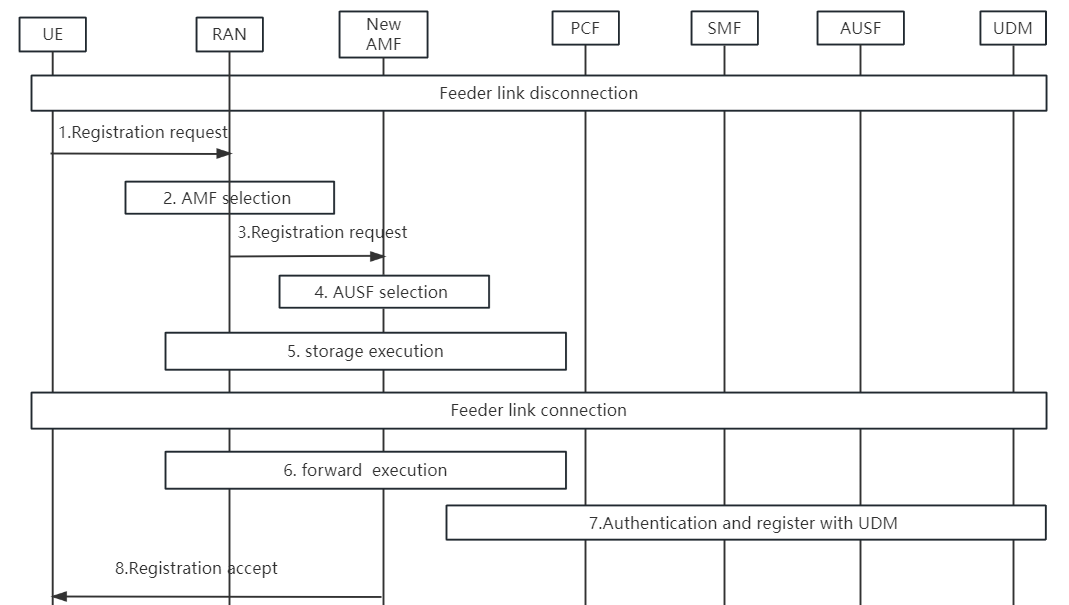 UE
RAN
New
AMF
PCF
SMF
AUSF
UDM
Feeder link disconnection
1.Registration request
2. AMF selection
3.Registration request
4. AUSF selection
5. storage execution
Feeder link connection
6. forward  execution
7.Authentication and register with UDM
8.Registration accept